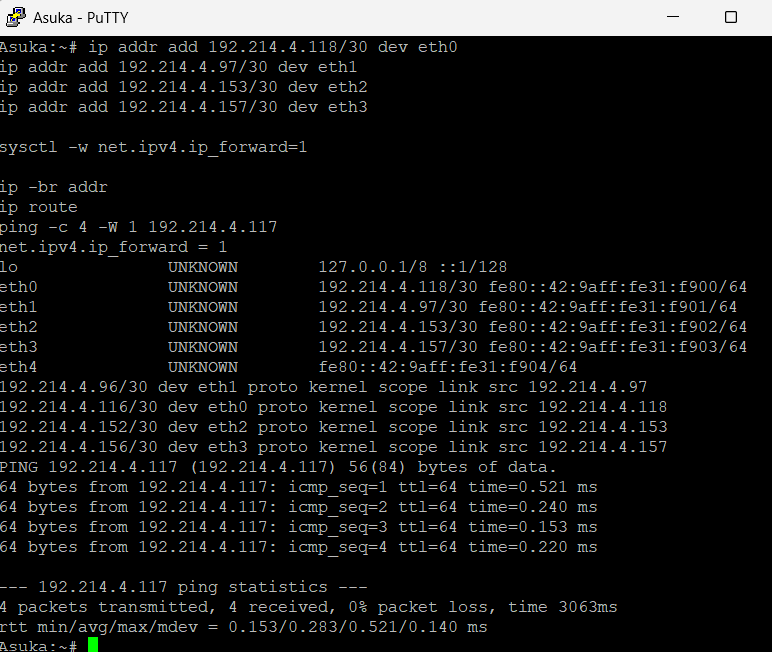 Asuka - PuTTY
Asuka:~# ip addr add 192.214.4.118/30 dev eth0
ip addr add 192.214.4.97/30 dev eth1
ip addr add 192.214.4.153/30 dev eth2
ip addr add 192.214.4.157/30 dev eth3
sysctl -w net.ipv4.ip_forward=1
ip -br addr
ip route
ping -c 4 -W 1 192.214.4.117
net.ipv4.ip_forward = 1
lo UNKNOWN 127.0.0.1/8 ::1/128
eth0 UNKNOWN 192.214.4.118/30 fe80::42:9aff:fe31:f900/64
eth1 UNKNOWN 192.214.4.97/30 fe80::42:9aff:fe31:f901/64
eth2 UNKNOWN 192.214.4.153/30 fe80::42:9aff:fe31:f902/64
eth3 UNKNOWN 192.214.4.157/30 fe80::42:9aff:fe31:f903/64
eth4 UNKNOWN fe80::42:9aff:fe31:f904/64
192.214.4.96/30 dev eth1 proto kernel scope link src 192.214.4.97
192.214.4.116/30 dev eth0 proto kernel scope link src 192.214.4.118
192.214.4.152/30 dev eth2 proto kernel scope link src 192.214.4.153
192.214.4.156/30 dev eth3 proto kernel scope link src 192.214.4.157
PING 192.214.4.117 (192.214.4.117) 56(84) bytes of data.
64 bytes from 192.214.4.117: icmp_seq=1 ttl=64 time=0.521 ms
64 bytes from 192.214.4.117: icmp_seq=2 ttl=64 time=0.240 ms
64 bytes from 192.214.4.117: icmp_seq=3 ttl=64 time=0.153 ms
64 bytes from 192.214.4.117: icmp_seq=4 ttl=64 time=0.220 ms
--- 192.214.4.117 ping statistics ---
4 packets transmitted, 4 received, 0% packet loss, time 3063ms
rtt min/avg/max/mdev = 0.153/0.283/0.521/0.140 ms
Asuka:~#